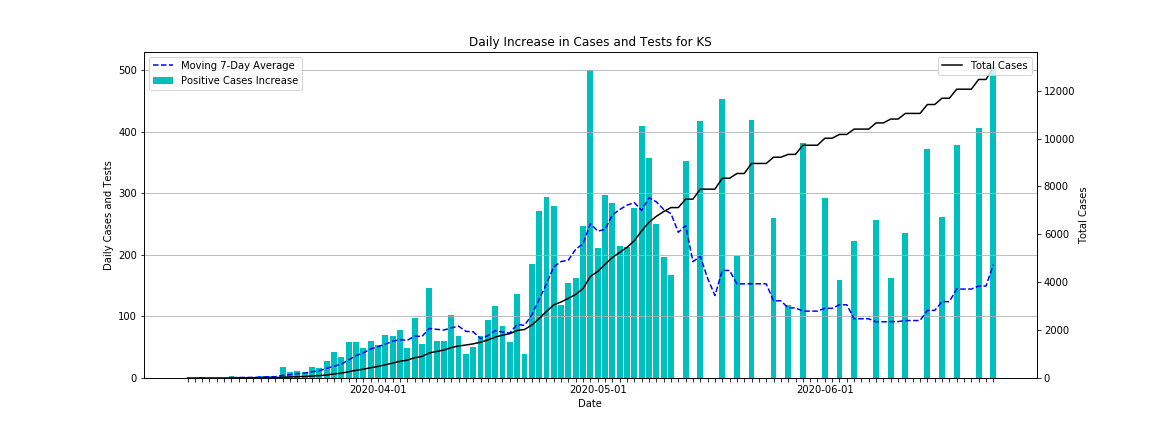 Daily Increase in Cases and Tests for KS
Moving 7-Day Average
Positive Cases Increase
Total Cases
500
400
300
200
100
0
Daily Cases and Tests
12000
10000
8000
6000
4000
2000
0
Total Cases
2020-04-01
2020-05-01
2020-06-01
Date